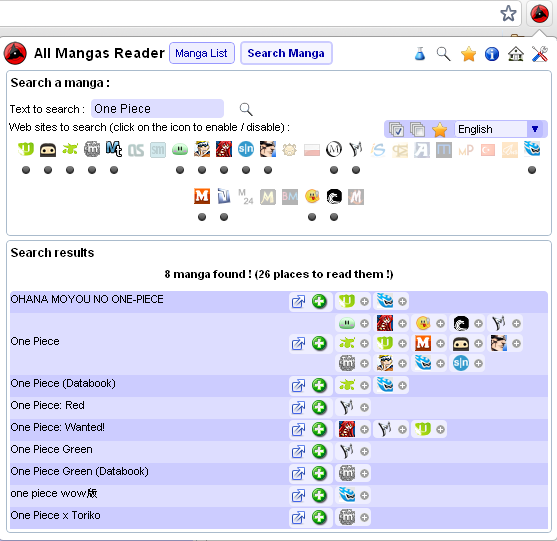 All Mangas Reader Manga List Search Manga
Search a manga :
Text to search : One Piece
Web sites to search (click on the icon to enable / disable) : English
Search results
8 manga found ! (26 places to read them !)
OHANA MOYOU NO ONE-PIECE
One Piece
One Piece (Databook)
One Piece: Red
One Piece: Wanted!
One Piece Green
One Piece Green (Databook)
one piece wow版
One Piece x Toriko